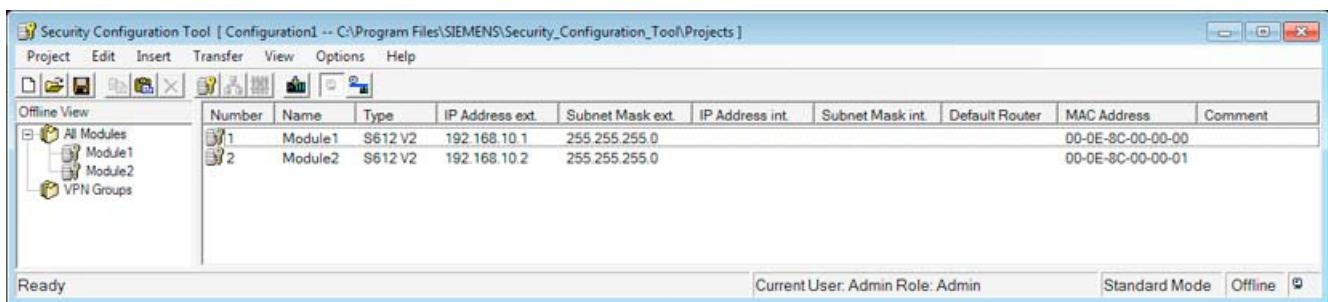 Security Configuration Tool [ Configuration1 -- C:\Program Files\SIEMENS\Security_Configuration_Tool\Projects ]
Project Edit Insert Transfer View Options Help
Offline View
All Modules
Module1
Module2
VPN Groups
Number Name Type IP Address ext. Subnet Mask ext. IP Address int. Subnet Mask int. Default Router MAC Address Comment
1 Module1 S612 V2 192.168.10.1 255.255.255.0 00-0E-8C-00-00-00
2 Module2 S612 V2 192.168.10.2 255.255.255.0 00-0E-8C-00-00-01
Ready Current User: Admin Role: Admin Standard Mode Offline